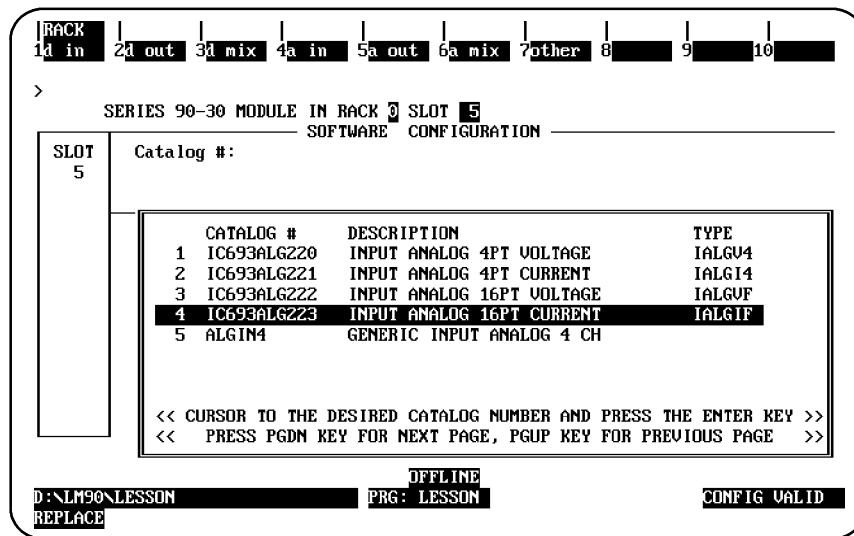 RACK
1d in 2d out 3d mix 4a in 5a out 6a mix 7other 8 9 10
>
SERIES 90-30 MODULE IN RACK 0 SLOT 5
SOFTWARE CONFIGURATION
SLOT Catalog #:
5
CATALOG # DESCRIPTION TYPE
1 IC693ALG220 INPUT ANALOG 4PT VOLTAGE IALGV4
2 IC693ALG221 INPUT ANALOG 4PT CURRENT IALGI4
3 IC693ALG222 INPUT ANALOG 16PT VOLTAGE IALGVF
4 IC693ALG223 INPUT ANALOG 16PT CURRENT IALGIF
5 ALGIN4 GENERIC INPUT ANALOG 4 CH
<< CURSOR TO THE DESIRED CATALOG NUMBER AND PRESS THE ENTER KEY >>
<< PRESS PGDN KEY FOR NEXT PAGE, PGUP KEY FOR PREVIOUS PAGE >>
OFFLINE
D:\LM90\LESSON PRG: LESSON CONFIG VALID
REPLACE